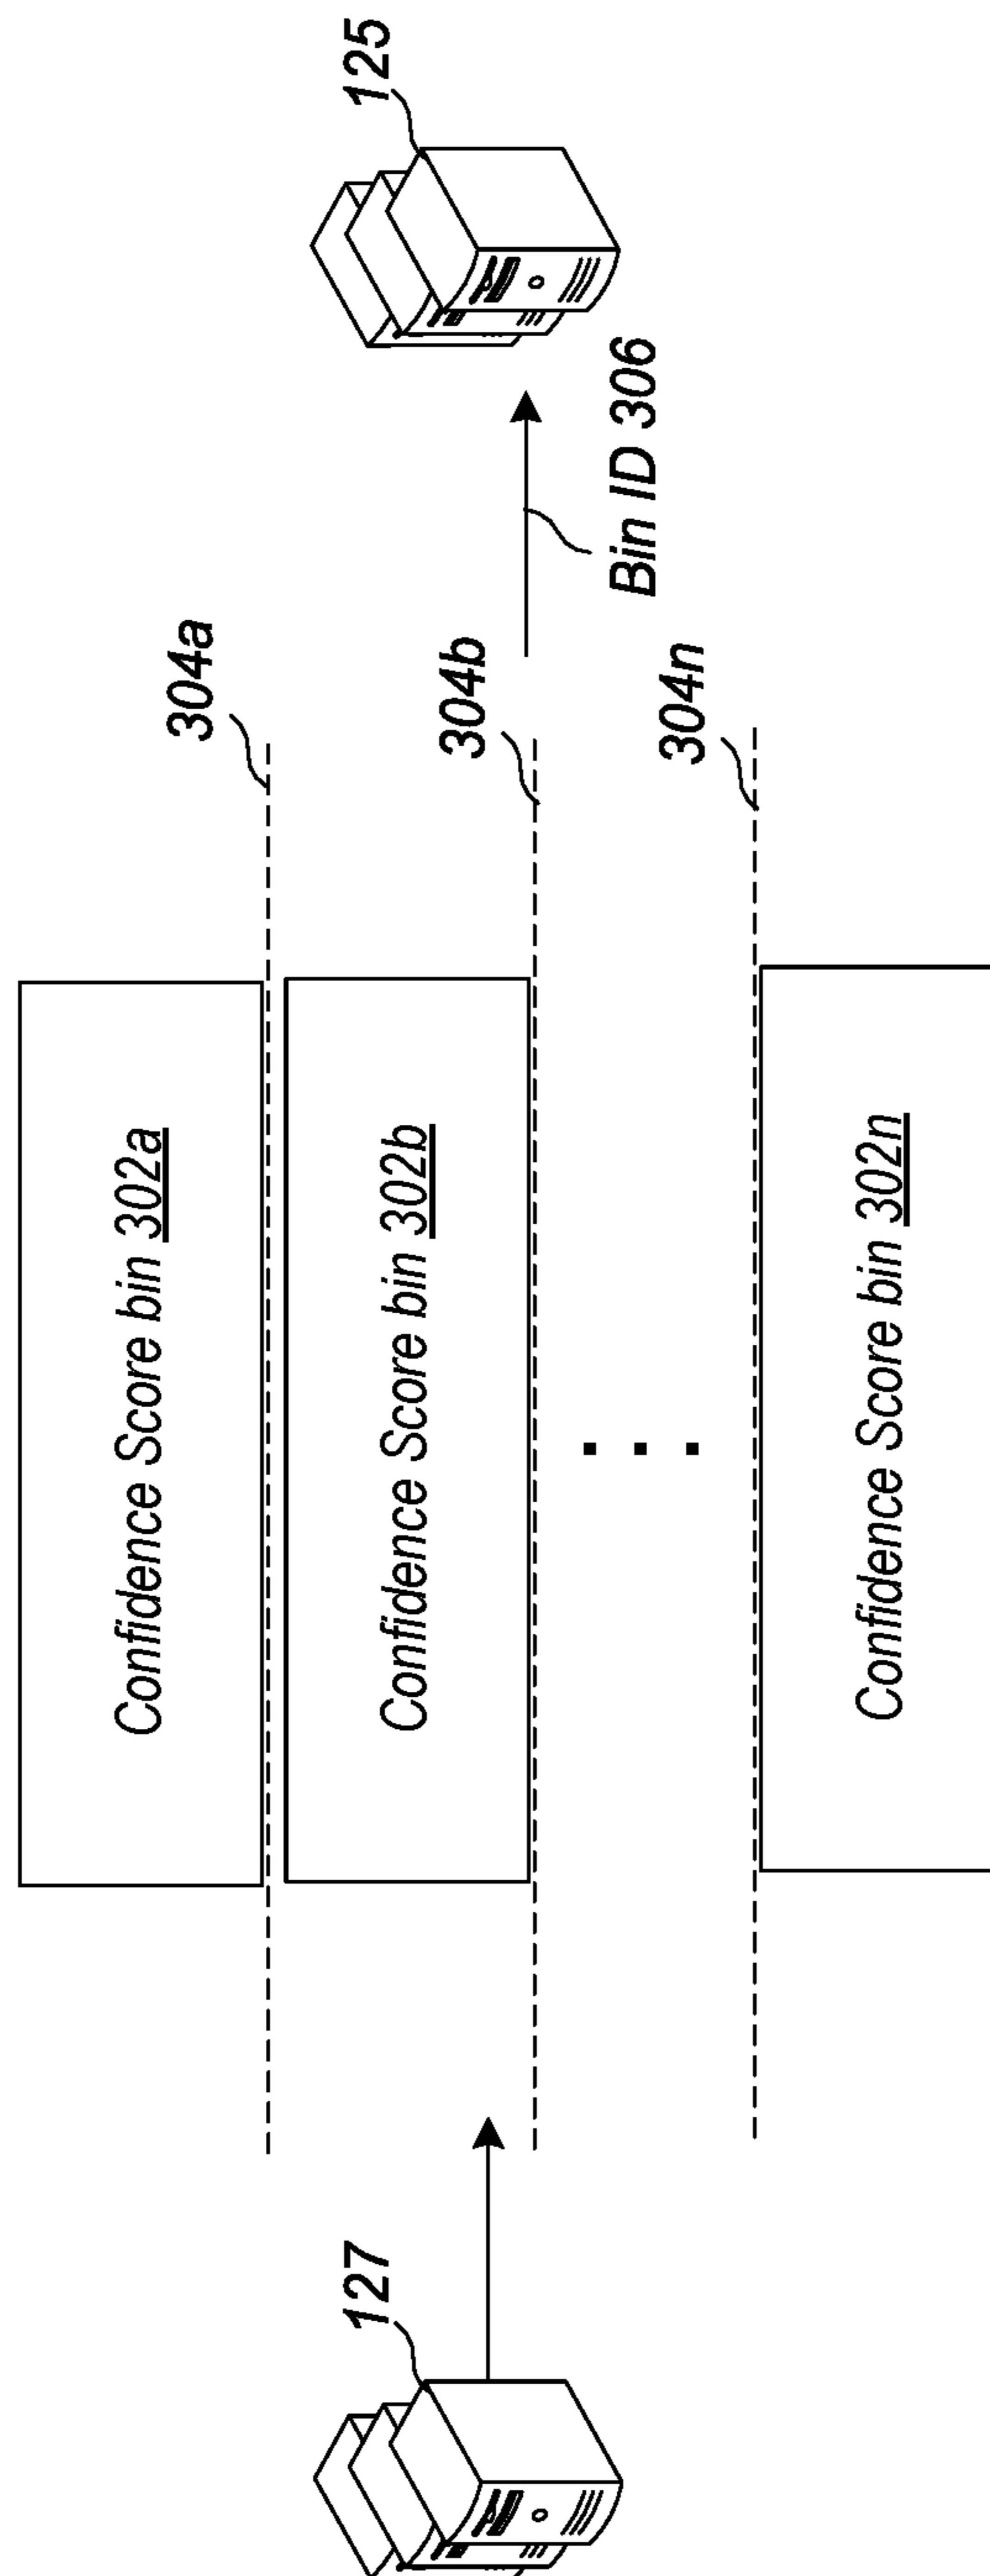 Confidence Score bin 302a
304a
Confidence Score bin 302b
304b
Confidence Score bin 302n
304n
127
125
Bin ID 306